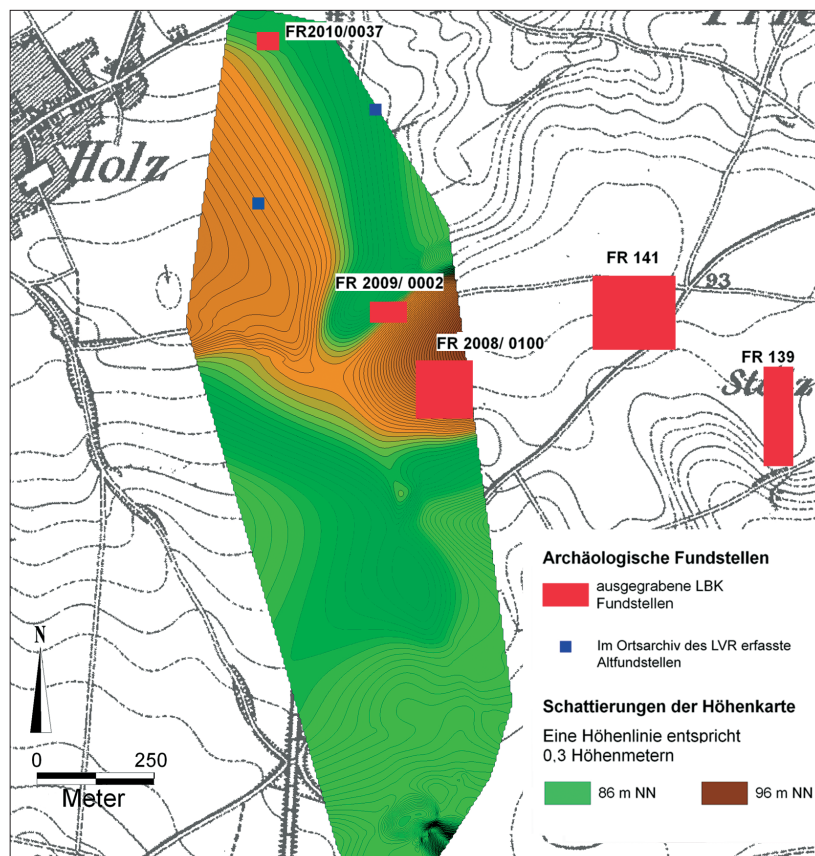 FR2010/0037
Holz
FR 141
93
FR 2009/ 0002
FR 2008/ 0100
FR 139
N
0 250
Meter
Archäologische Fundstellen
ausgegrabene LBK
Fundstellen
Im Ortsarchiv des LVR erfasste
Altfundstellen
Schattierungen der Höhenkarte
Eine Höhenlinie entspricht
0,3 Höhenmetern
86 m NN 96 m NN